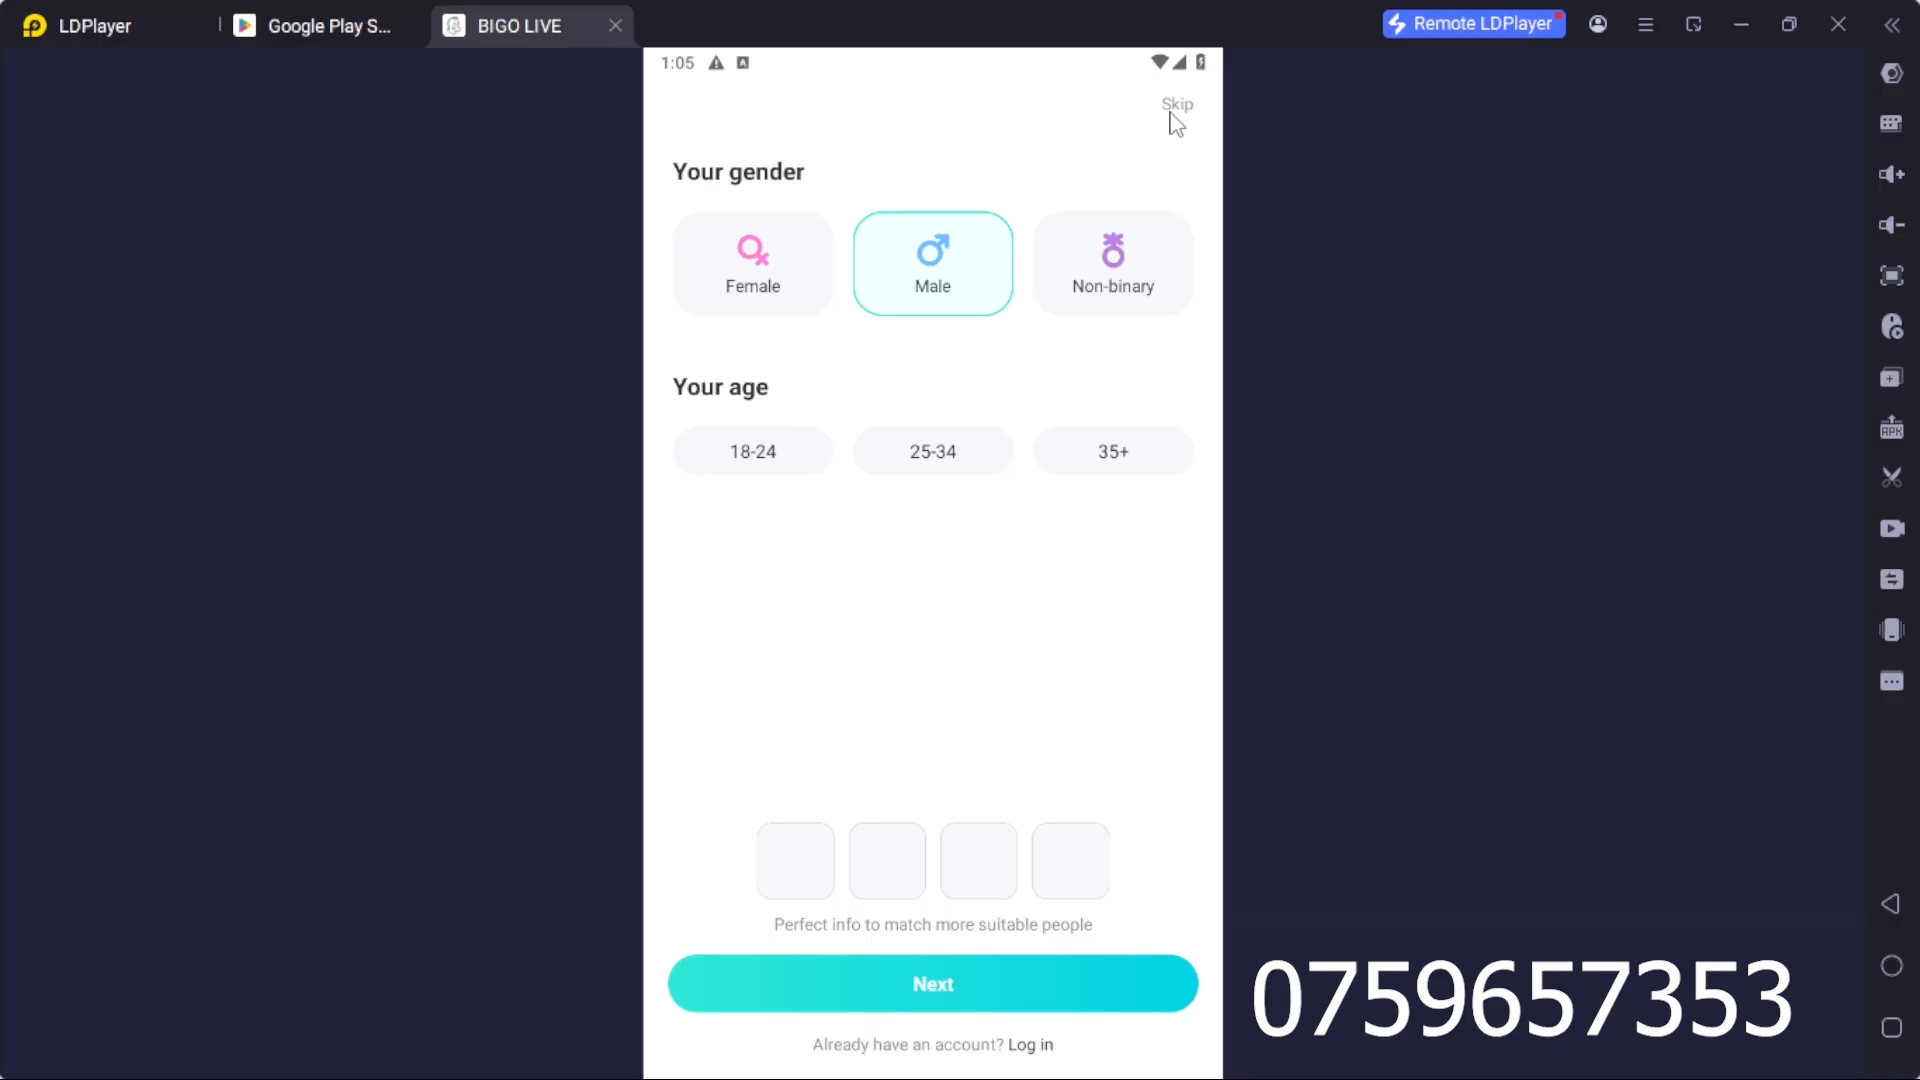 LDPlayer
Google Play S...
BIGO LIVE
Remote LDPlayer
1:05
Skip
Your gender
Female
Male
Non-binary
Your age
18-24
25-34
35+
Perfect info to match more suitable people
Next
Already have an account? Log in
0759657353
APK